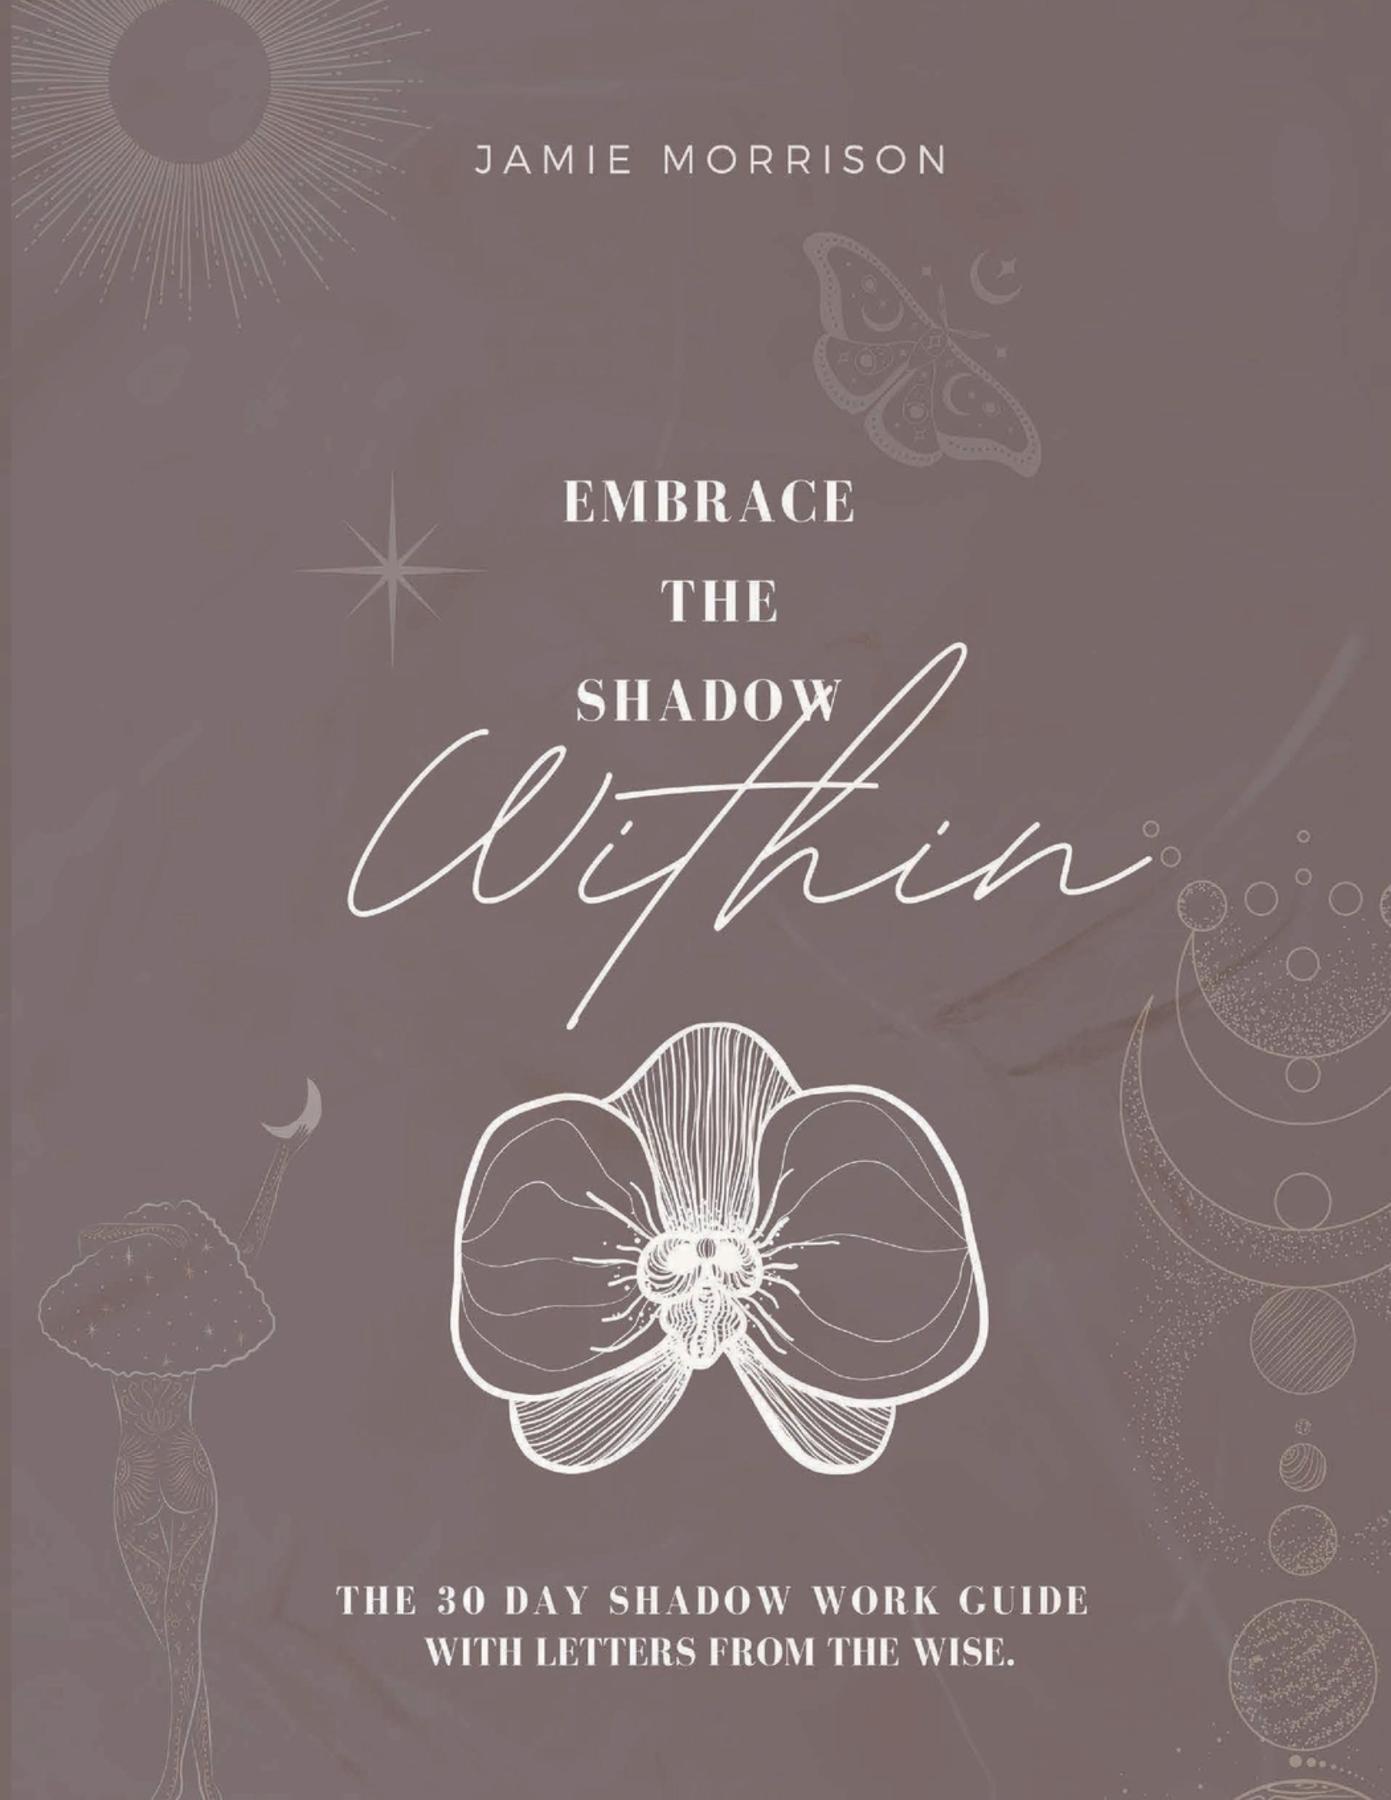 JAMIE MORRISON
EMBRACE
THE
SHADOW
Within
THE 30 DAY SHADOW WORK GUIDE
WITH LETTERS FROM THE WISE.